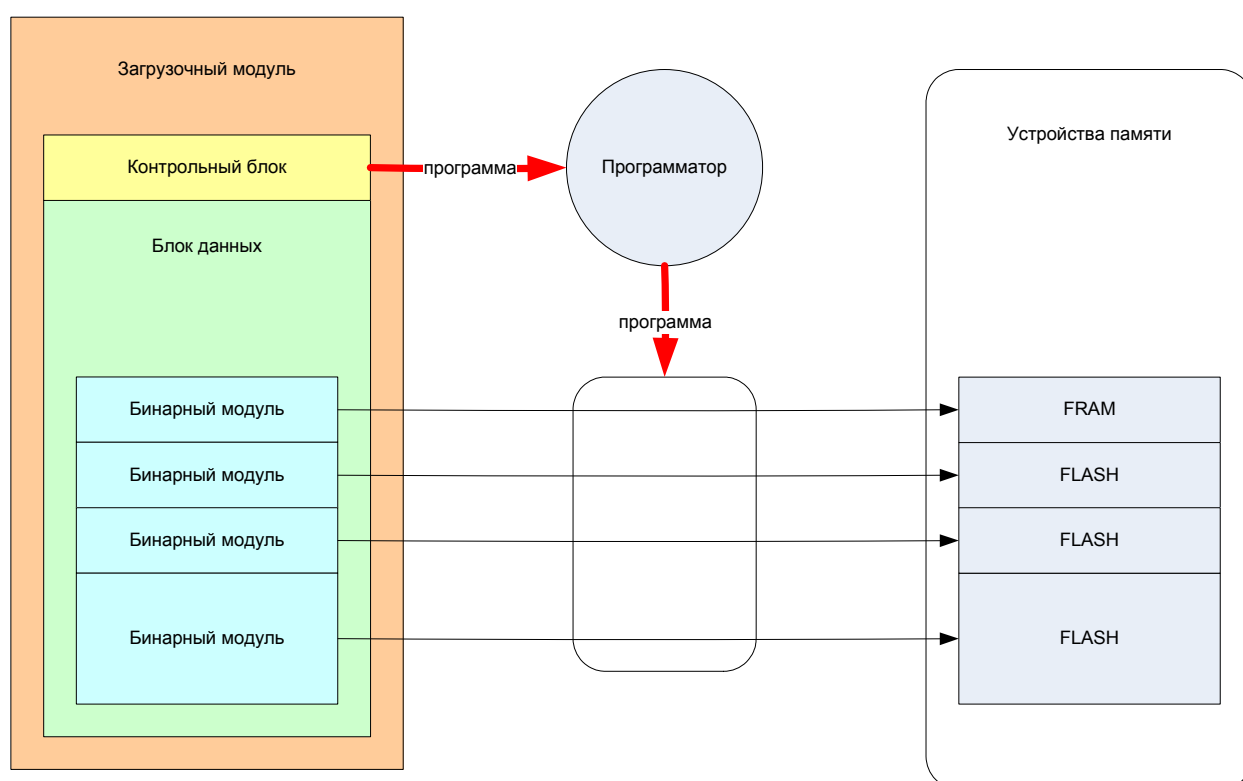 Загрузочный модуль
Контрольный блок
программа
Программатор
Устройства памяти
Блок данных
программа
Бинарный модуль
FRAM
Бинарный модуль
FLASH
Бинарный модуль
FLASH
Бинарный модуль
FLASH